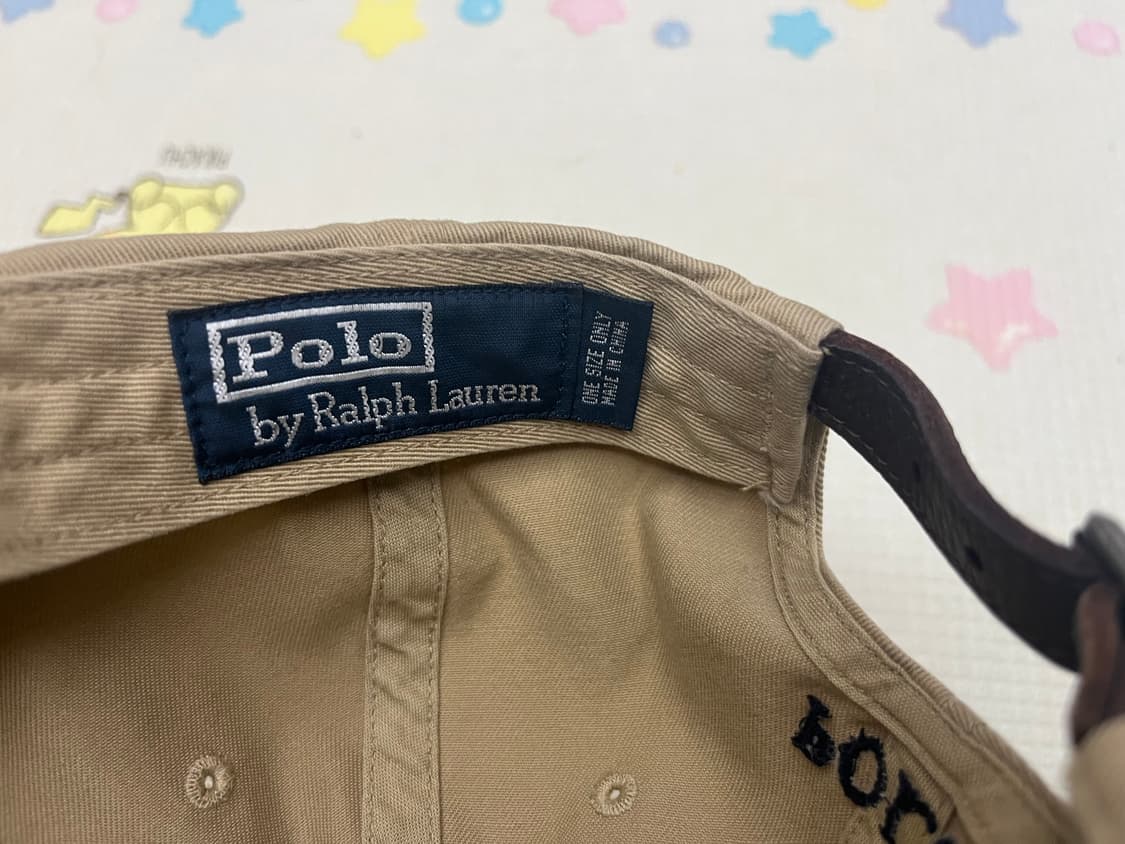 Polo
by Ralph Lauren
ONE SIZE ONLY
MADE IN CHINA